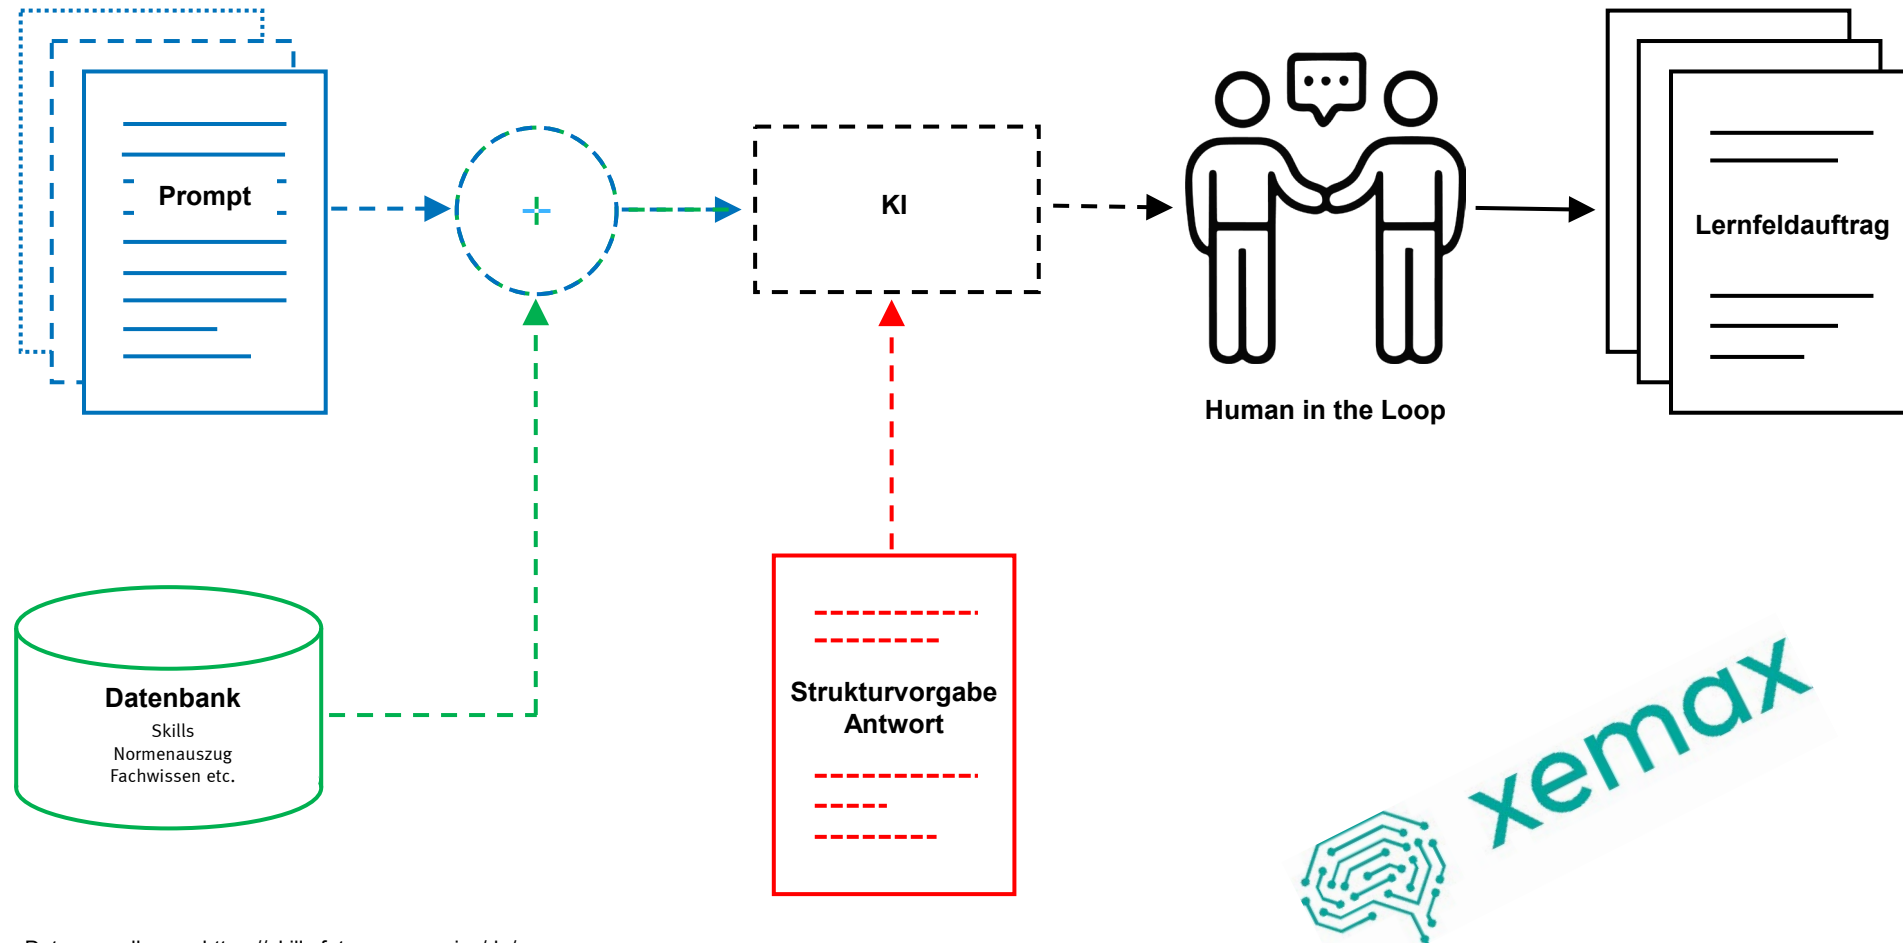 Prompt
KI
Lernfeldauftrag
Human in the Loop
Datenbank
Skills
Normenauszug
Fachwissen etc.
Strukturvorgabe
Antwort
xemax